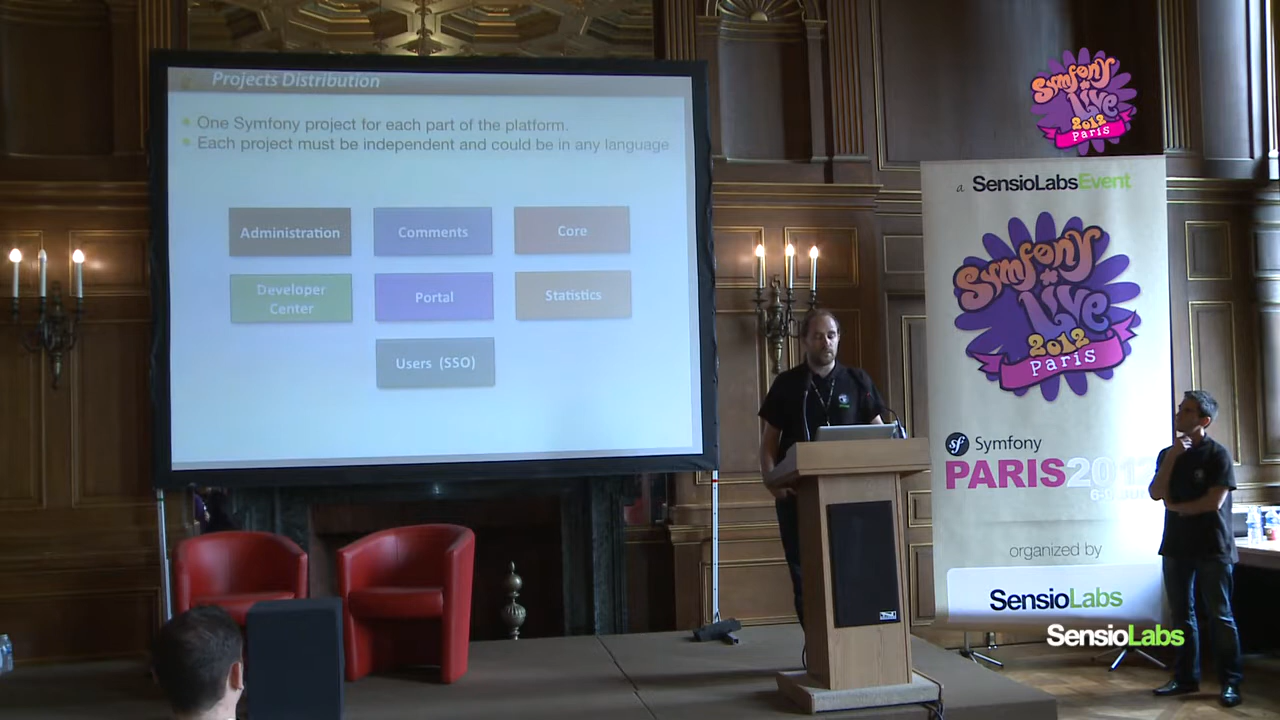 Projects Distribution
One Symfony project for each part of the platform.
Each project must be independent and could be in any language
Administration
Comments
Core
Developer
Center
Portal
Statistics
Users (SSO)
Symfony
Live
2012
Paris
a SensioLabsEvent
Symfony
Live
2012
Paris
sf Symfony
PARIS201
organized by
SensioLabs
SensioLabs